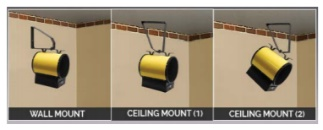 WALL MOUNT
CEILING MOUNT (1)
CEILING MOUNT (2)